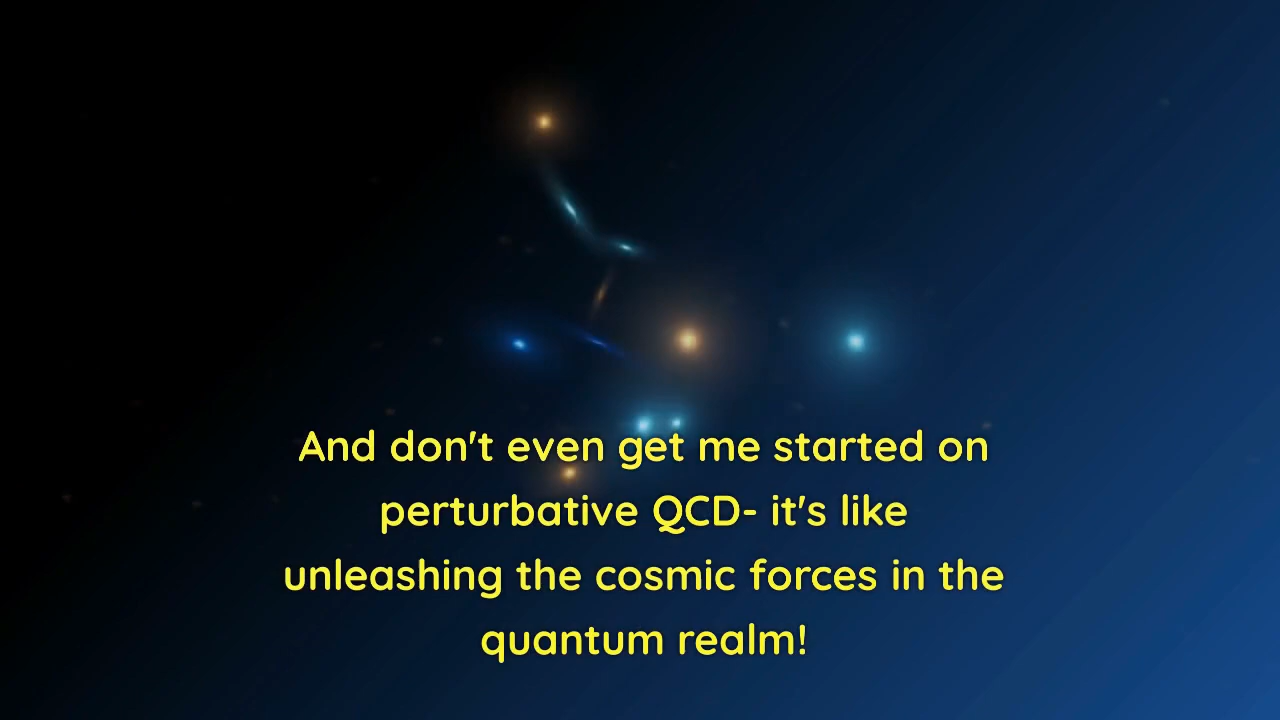 And don't even get me started on
perturbative QCD- it's like
unleashing the cosmic forces in the
quantum realm!